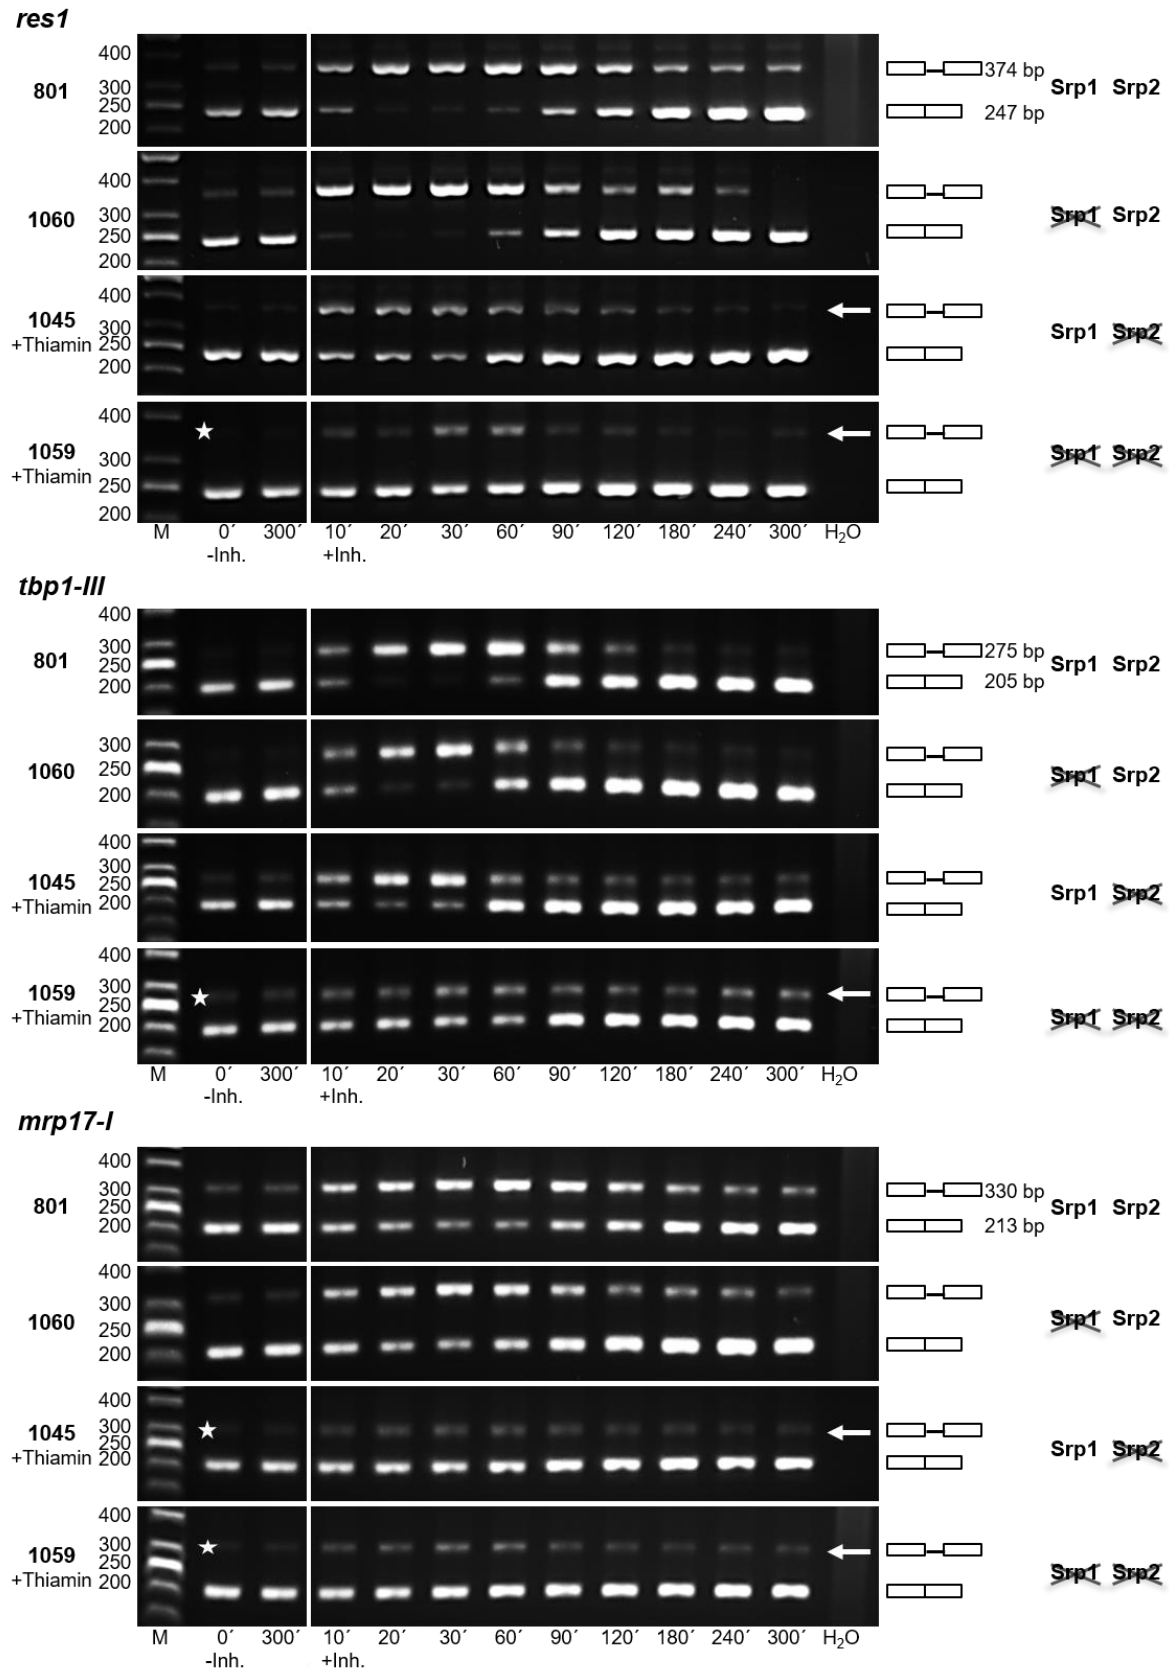 res1
400
300
250
200
801
374 bp
247 bp
Srp1 Srp2
400
300
250
200
1060
Srp1 Srp2
400
300
250
200
1045
+Thiamin
Srp1 Srp2
400
300
250
200
1059
+Thiamin
Srp1 Srp2
M 0´ 300´ 10´ 20´ 30´ 60´ 90´ 120´ 180´ 240´ 300´ H₂O
-Inh. +Inh.
tbp1-III
400
300
250
200
801
275 bp
205 bp
Srp1 Srp2
300
250
200
1060
Srp1 Srp2
400
300
250
200
1045
+Thiamin
Srp1 Srp2
400
300
250
200
1059
+Thiamin
Srp1 Srp2
M 0´ 300´ 10´ 20´ 30´ 60´ 90´ 120´ 180´ 240´ 300´ H₂O
-Inh. +Inh.
mrp17-I
400
300
250
200
801
330 bp
213 bp
Srp1 Srp2
400
300
250
200
1060
Srp1 Srp2
400
300
250
200
1045
+Thiamin
Srp1 Srp2
400
300
250
200
1059
+Thiamin
Srp1 Srp2
M 0´ 300´ 10´ 20´ 30´ 60´ 90´ 120´ 180´ 240´ 300´ H₂O
-Inh. +Inh.